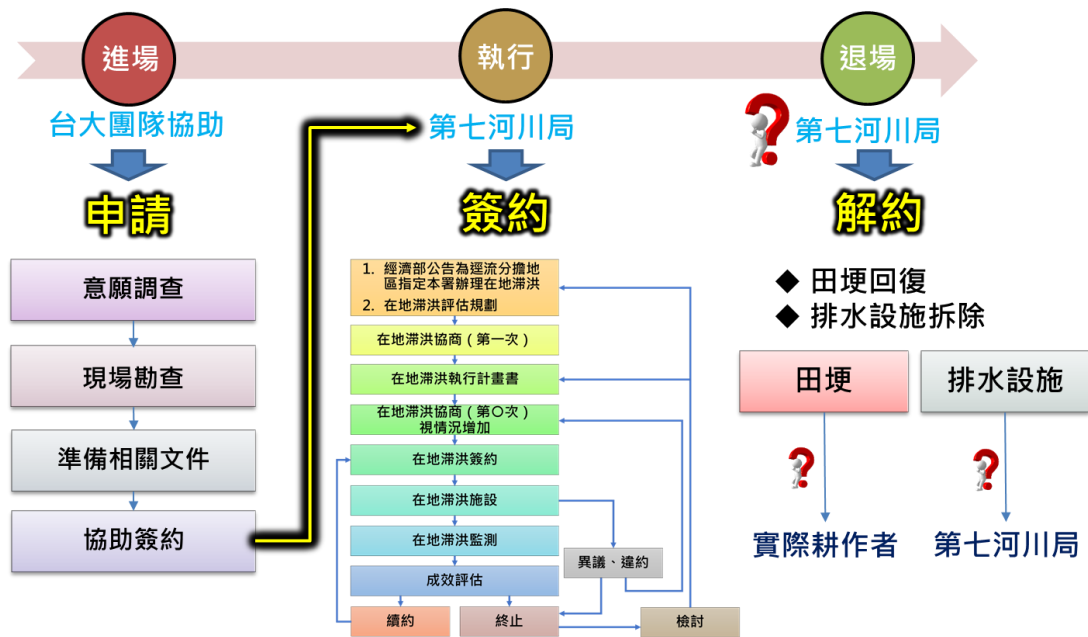 進場
執行
退場
台大團隊協助
第七河川局
第七河川局
申請
簽約
解約
意願調查
現場勘查
準備相關文件
協助簽約
1. 經濟部公告為逕流分擔地
區指定本署辦理在地滯洪
2. 在地滯洪評估規劃
在地滯洪協商（第一次）
在地滯洪執行計畫書
在地滯洪協商（第○次）
視情況增加
在地滯洪簽約
在地滯洪施設
在地滯洪監測
成效評估
異議、違約
續約
終止
檢討
◆ 田埂回復
◆ 排水設施拆除
田埂
排水設施
實際耕作者
第七河川局